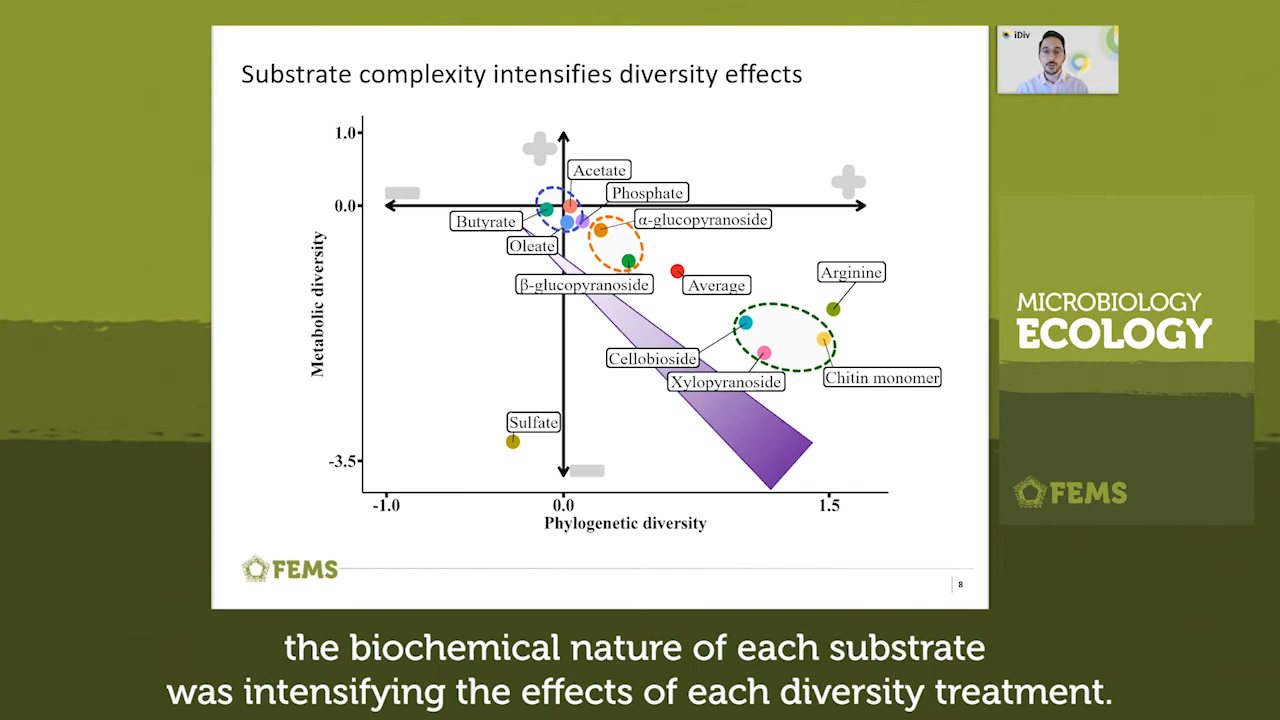 Substrate complexity intensifies diversity effects
iDiv
1.0
0.0
-3.5
Metabolic diversity
Acetate
Phosphate
Butyrate
α-glucopyranoside
Oleate
β-glucopyranoside
Average
Arginine
Cellobioside
Xylopyranoside
Chitin monomer
Sulfate
-1.0
0.0
1.5
Phylogenetic diversity
FEMS
8
MICROBIOLOGY
ECOLOGY
FEMS
the biochemical nature of each substrate
was intensifying the effects of each diversity treatment.